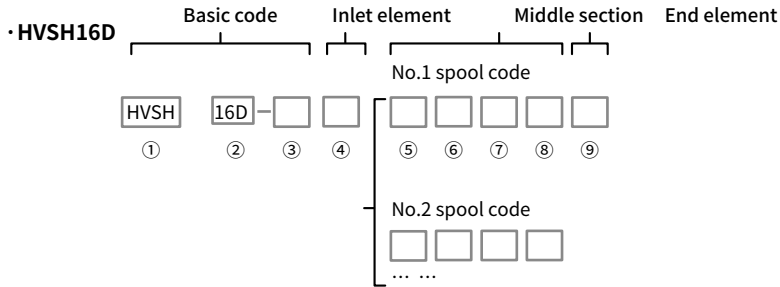 Basic code Inlet element Middle section End element
·HVSH16D
No.1 spool code
HVSH 16D –
① ② ③ ④ ⑤ ⑥ ⑦ ⑧ ⑨
No.2 spool code
... ...